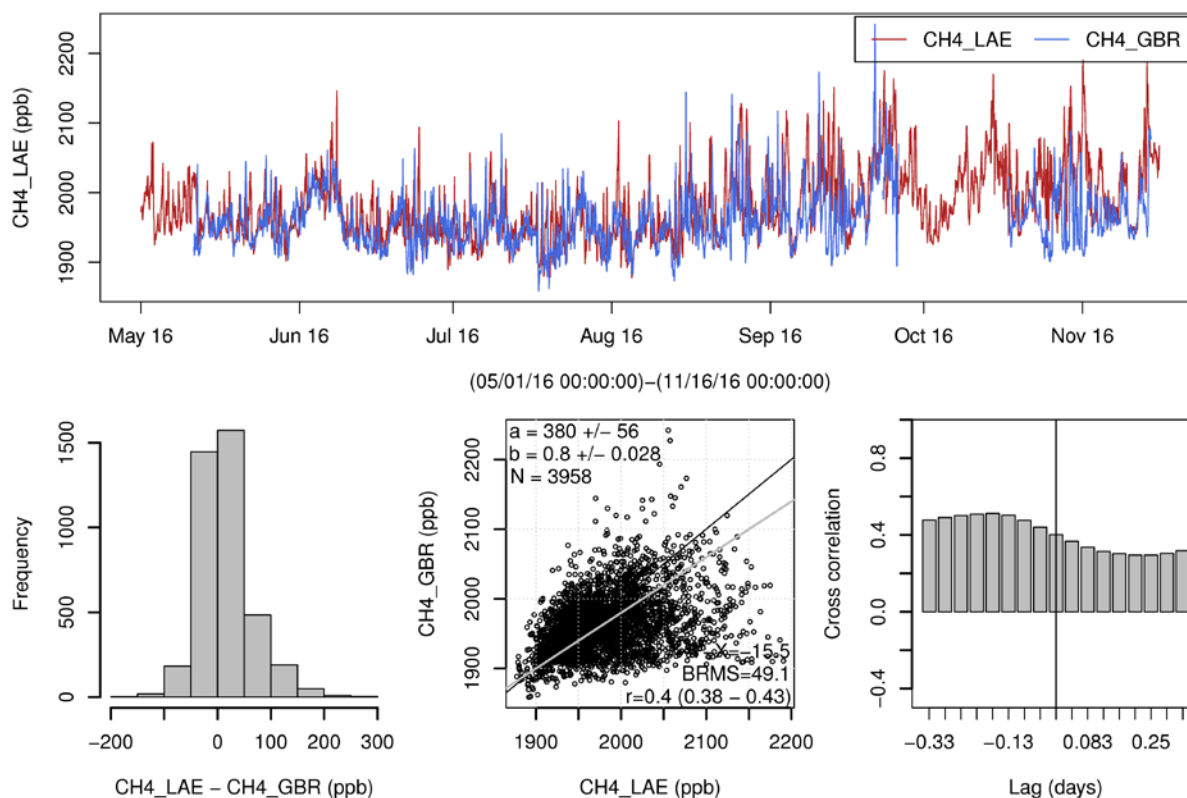 CH4_LAE CH4_GBR
CH4_LAE (ppb)
1900 2000 2100 2200
May 16 Jun 16 Jul 16 Aug 16 Sep 16 Oct 16 Nov 16
(05/01/16 00:00:00)−(11/16/16 00:00:00)
Frequency
0 500 1000 1500
−200 0 100 200 300
CH4_LAE − CH4_GBR (ppb)
CH4_GBR (ppb)
1900 2000 2100 2200
a = 380 +/− 56
b = 0.8 +/− 0.028
N = 3958
X=−15.5
BRMS=49.1
r=0.4 (0.38 − 0.43)
1900 2000 2100 2200
CH4_LAE (ppb)
Cross correlation
−0.4 0.0 0.4 0.8
−0.33 −0.13 0.083 0.25
Lag (days)